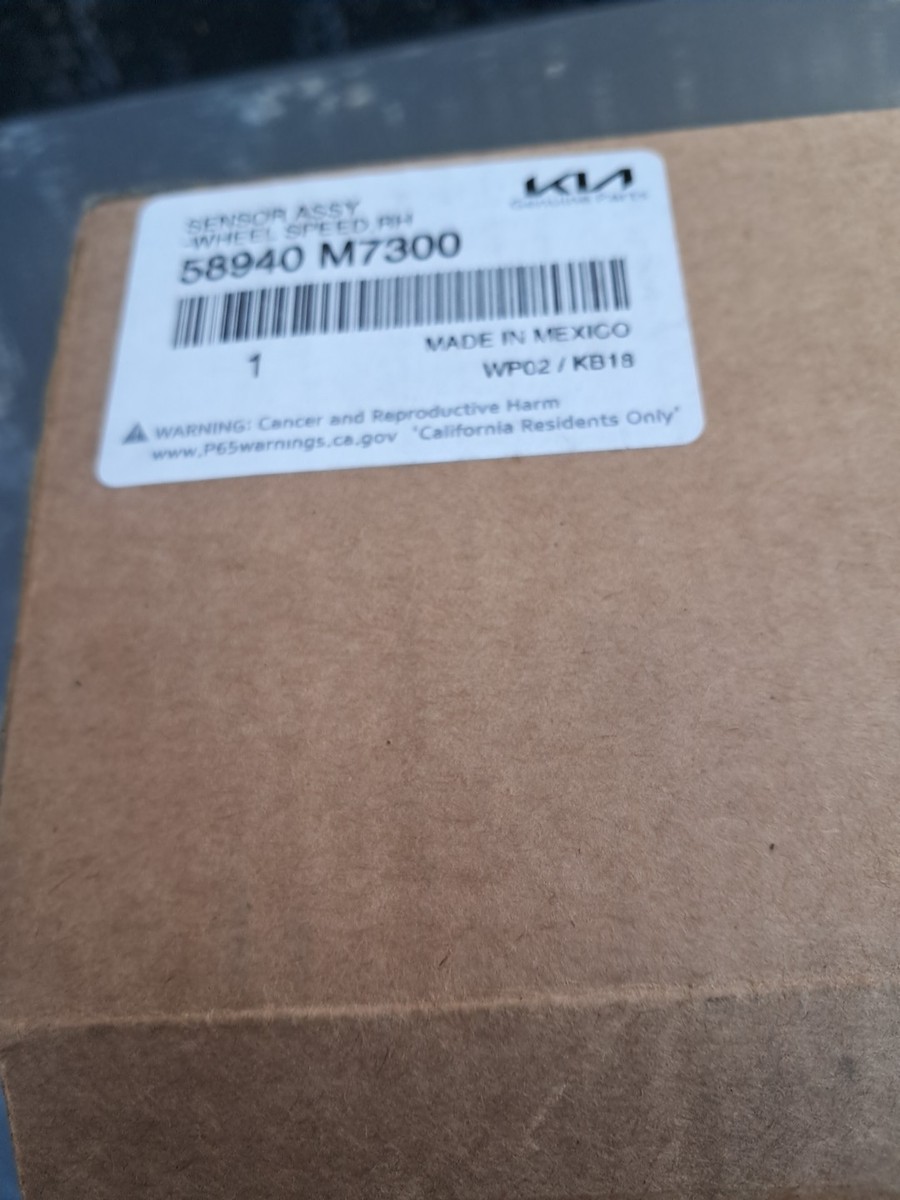 KIA
Genuine Parts
SENSOR ASSY
-WHEEL SPEED,RH
58940 M7300
MADE IN MEXICO
1
WP02 / KB18
WARNING: Cancer and Reproductive Harm
www.P65warnings.ca.gov "California Residents Only"